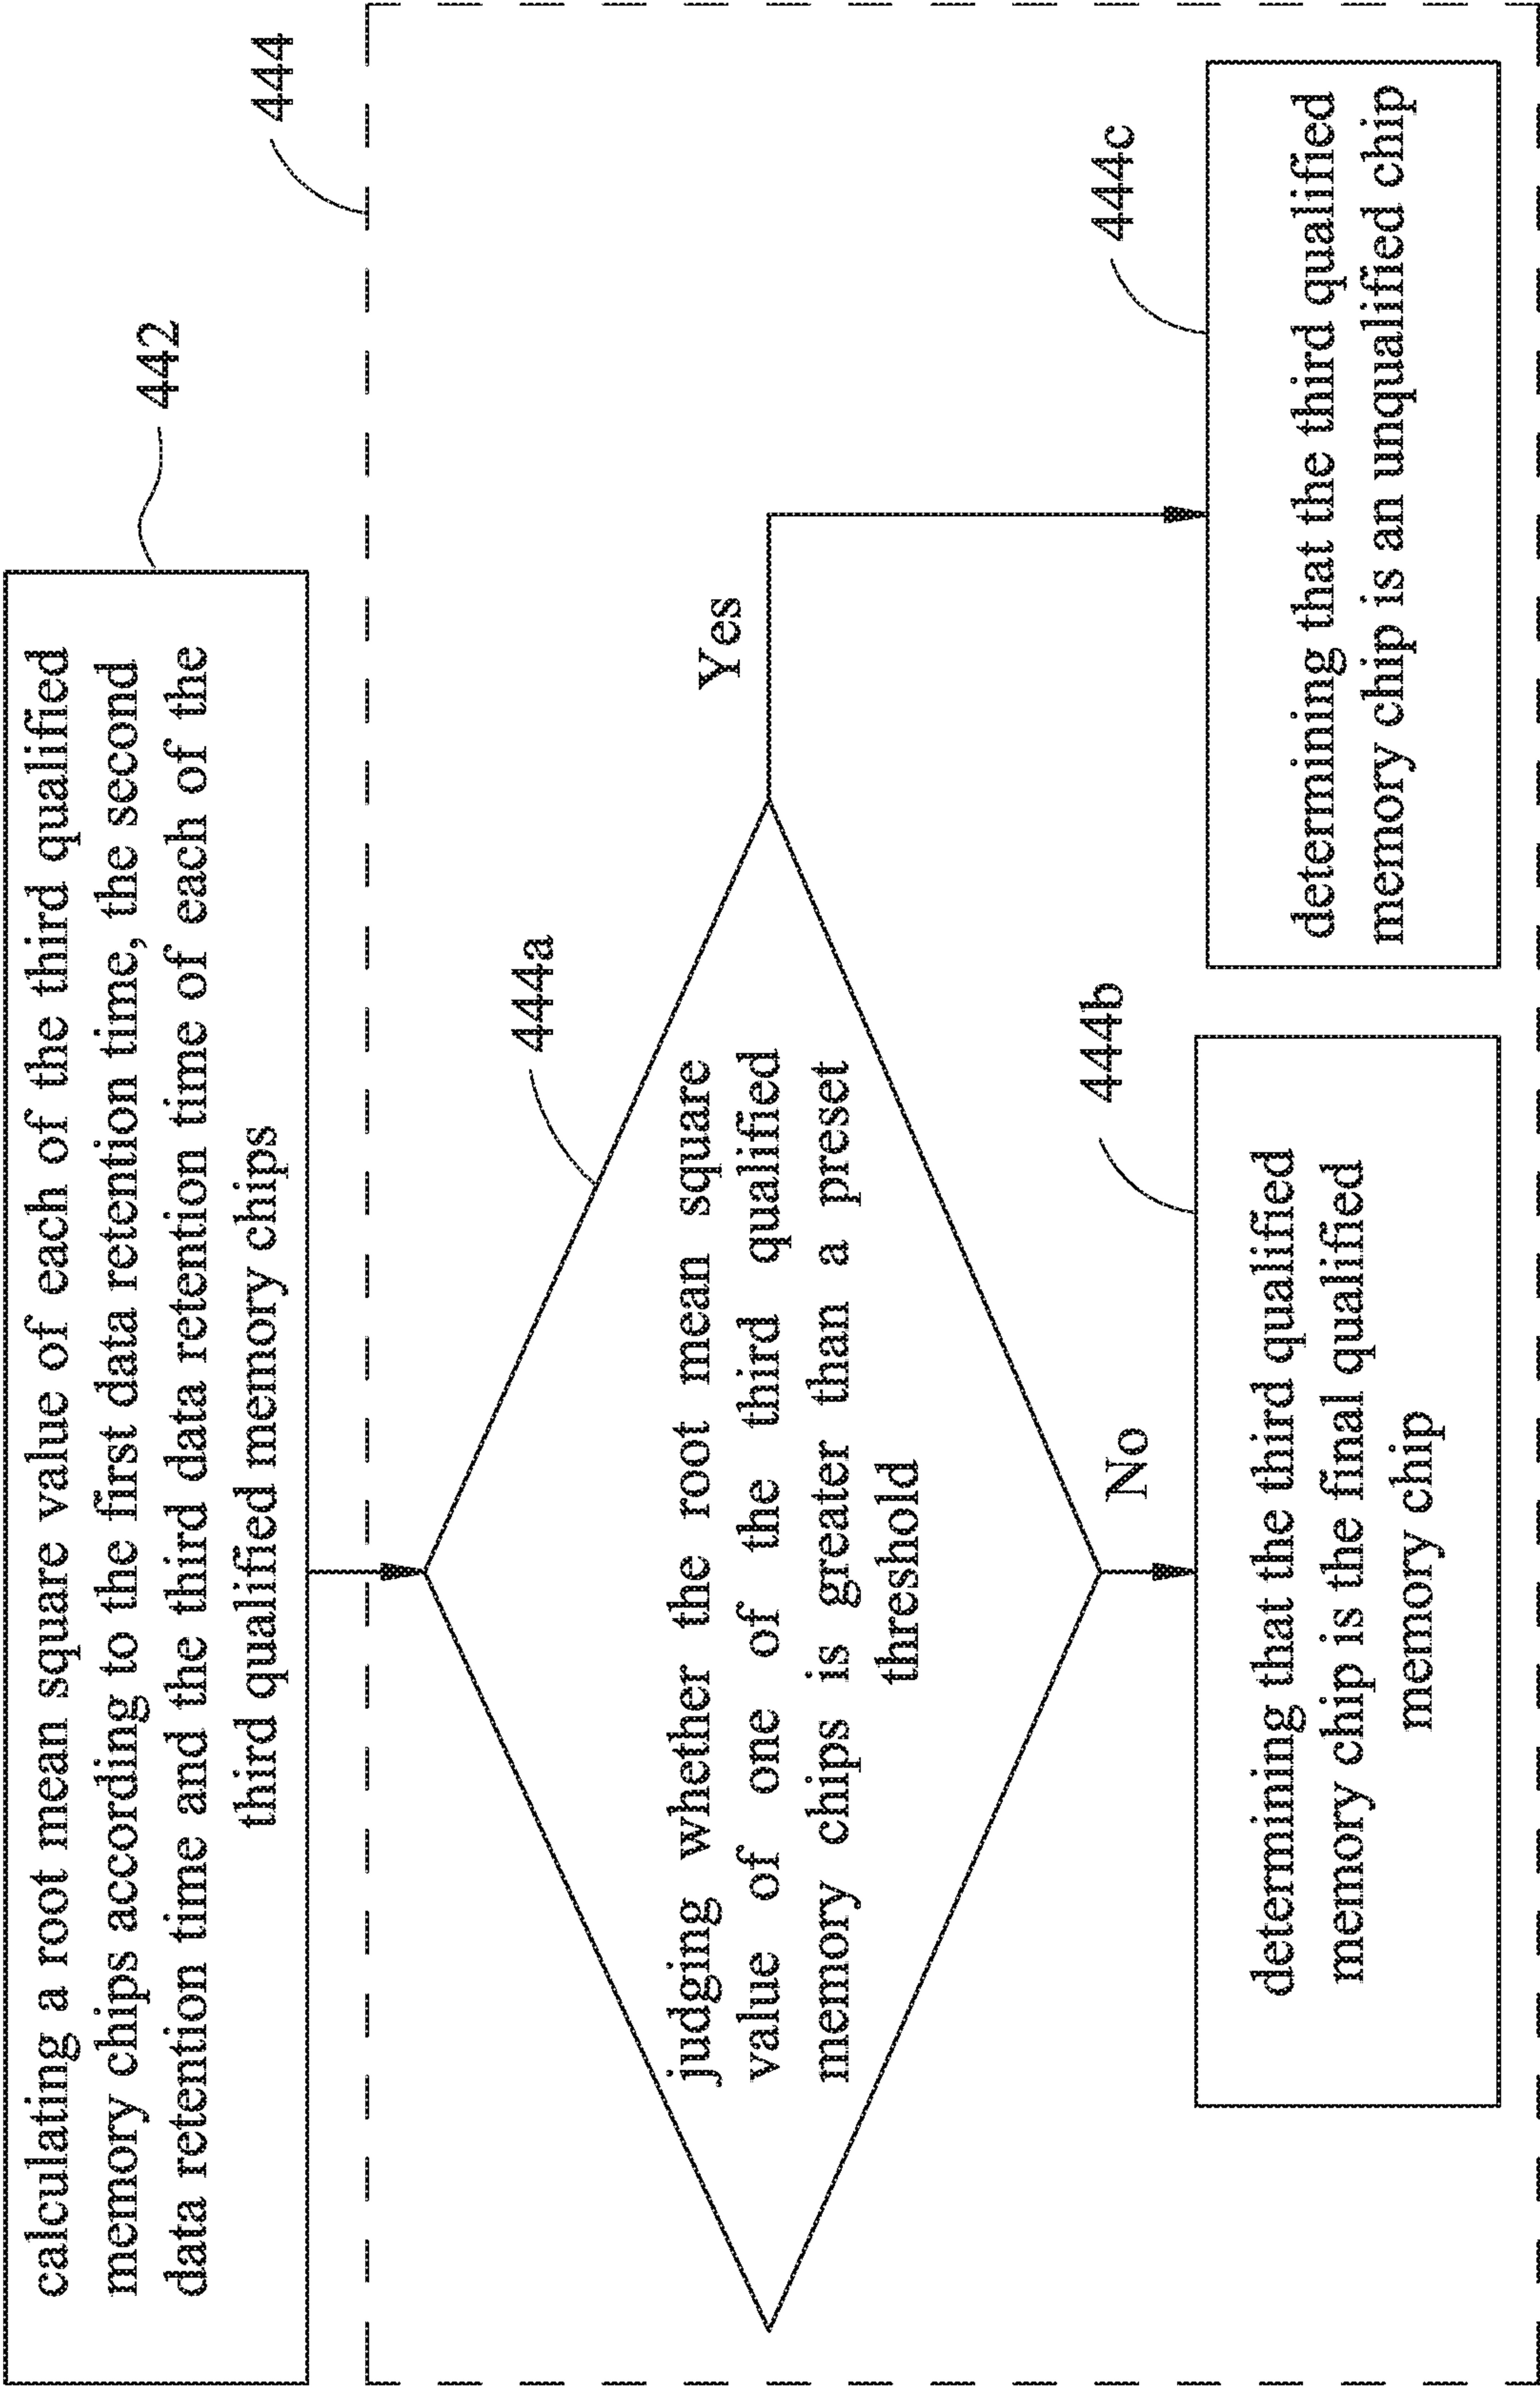 calculating a root mean square value of each of the third qualified
memory chips according to the first data retention time, the second
data retention time and the third data retention time of each of the
third qualified memory chips
442
444
444a
judging whether the root mean square
value of one of the third qualified
memory chips is greater than a preset
threshold
Yes
No
444b
determining that the third qualified
memory chip is the final qualified
memory chip
444c
determining that the third qualified
memory chip is an unqualified chip